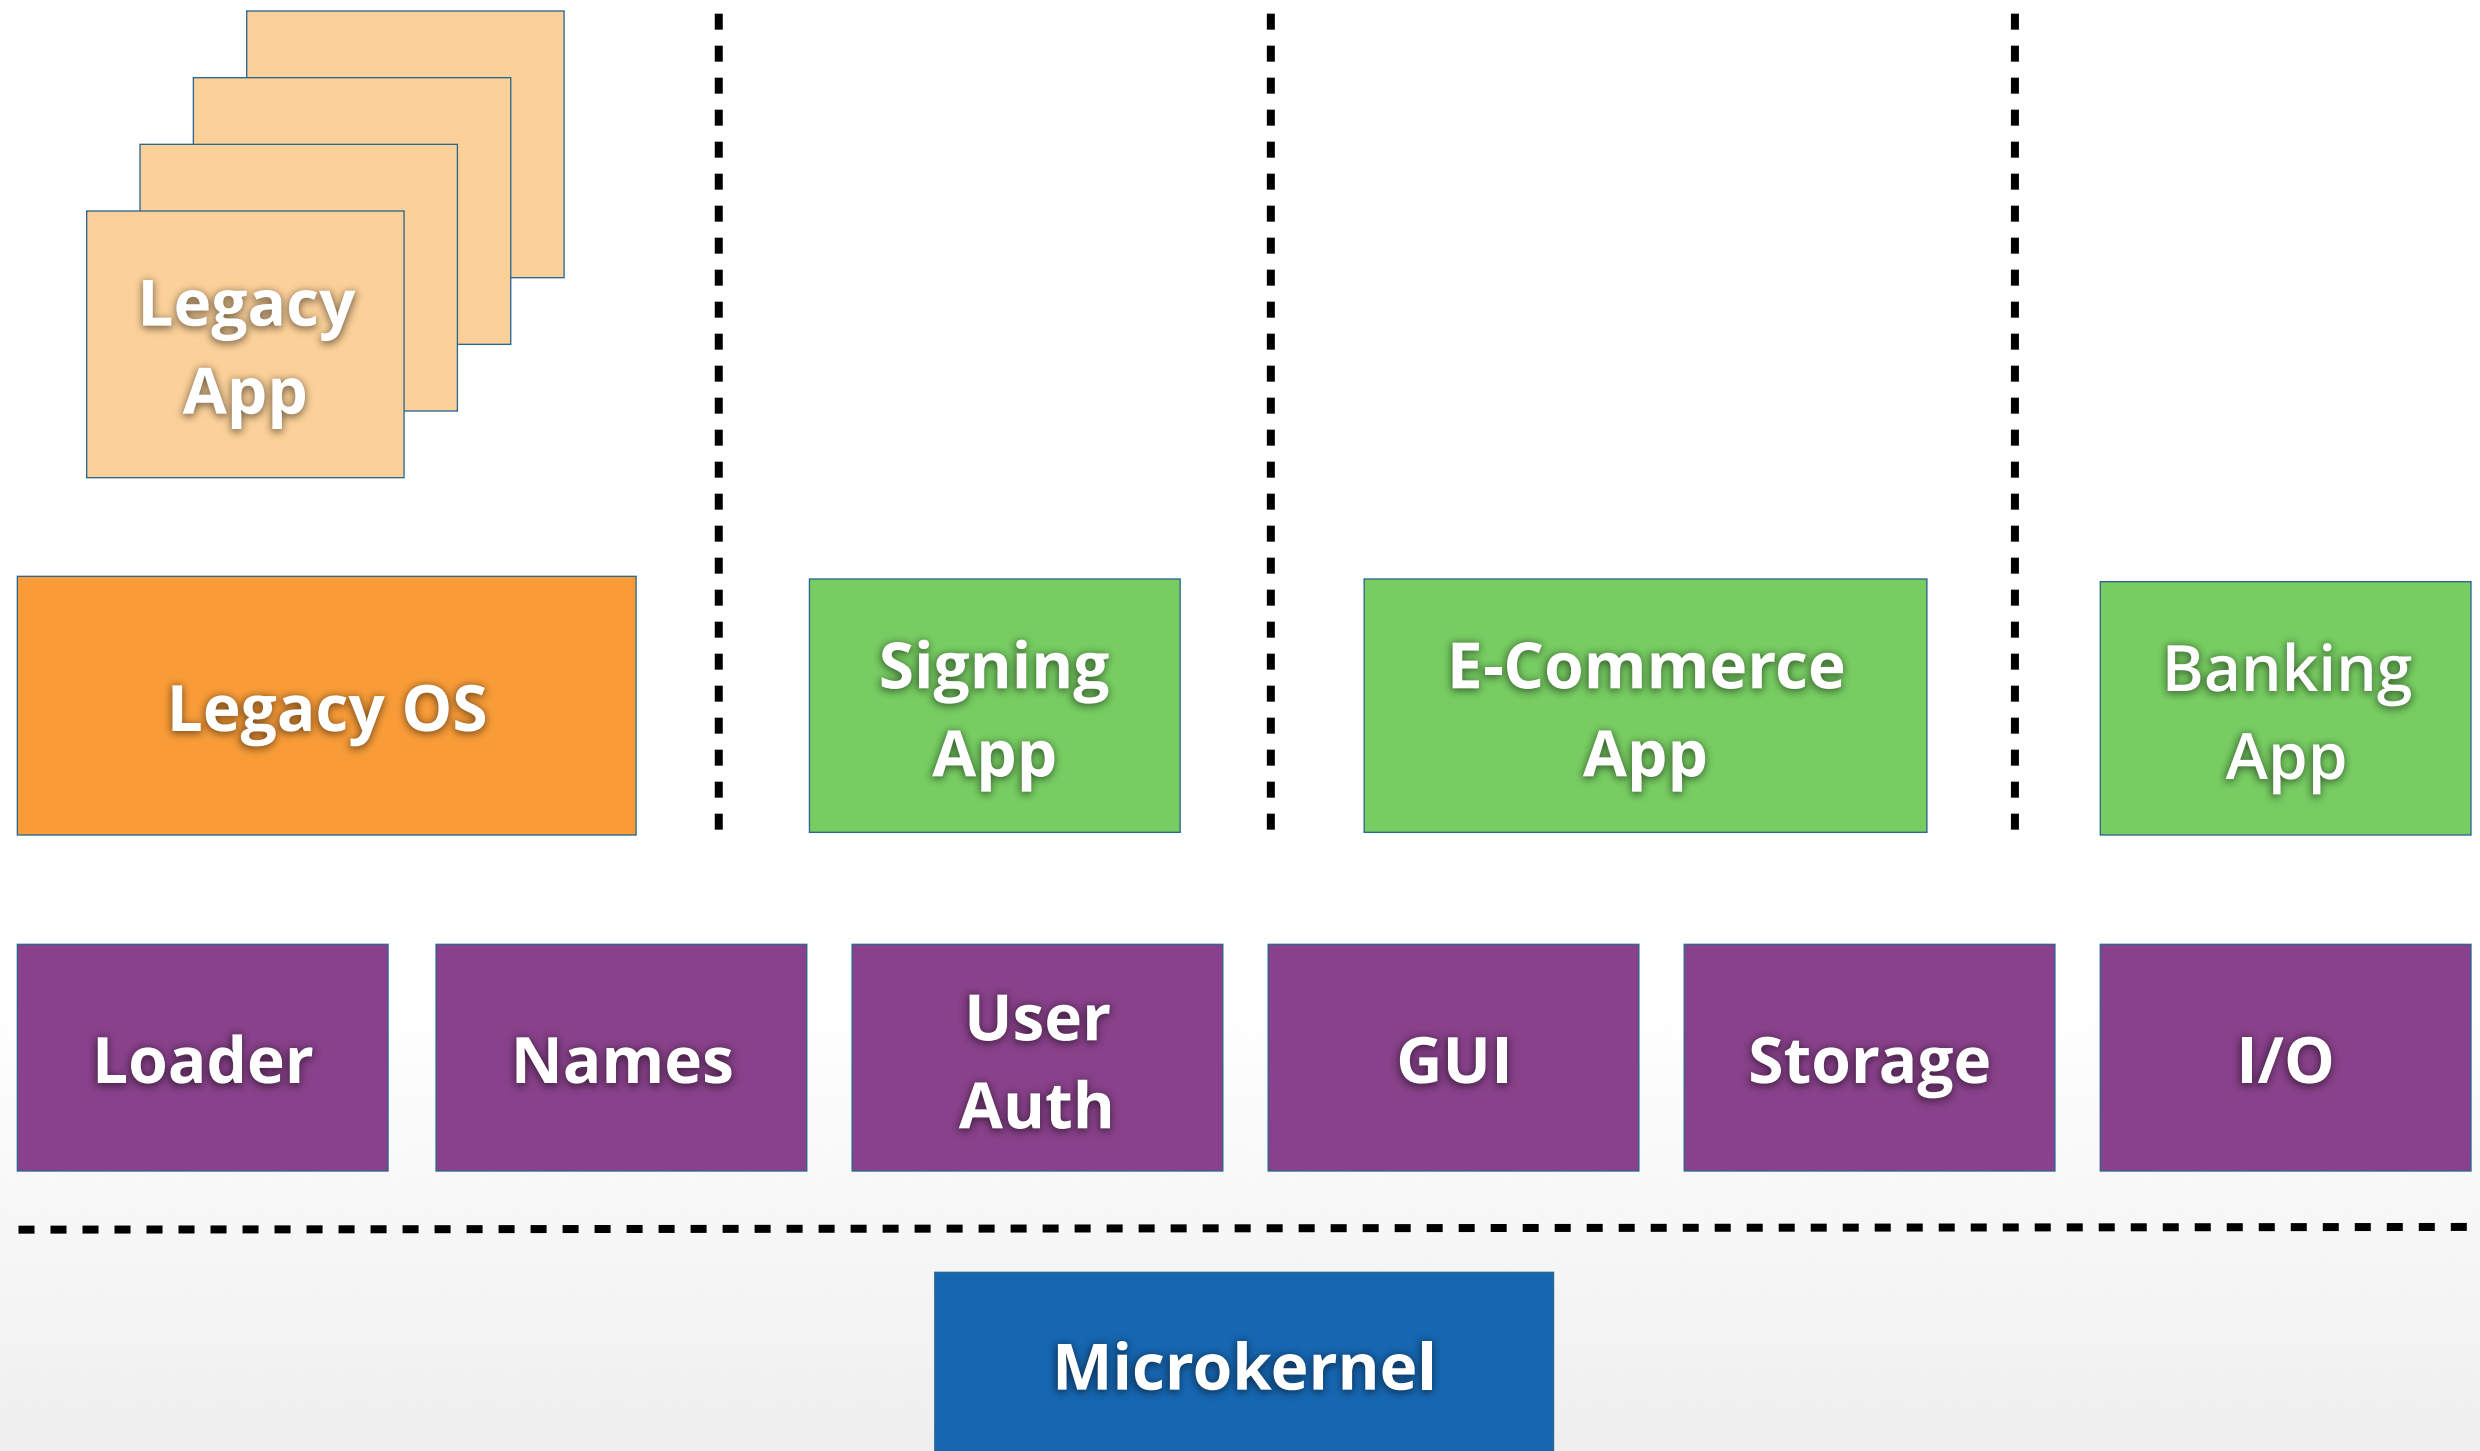 Legacy
App
Legacy OS
Signing
App
E-Commerce
App
Banking
App
Loader
Names
User
Auth
GUI
Storage
I/O
Microkernel